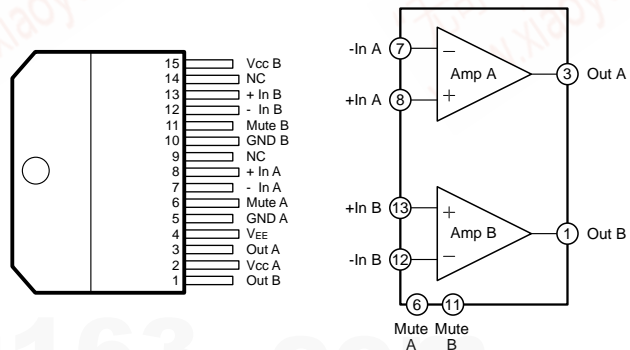 15 Vcc B
14 NC
13 + In B
12 - In B
11 Mute B
10 GND B
9 NC
8 + In A
7 - In A
6 Mute A
5 GND A
4 VEE
3 Out A
2 Vcc A
1 Out B
-In A 7 −
Amp A 3 Out A
+In A 8 +
+In B 13 +
Amp B 1 Out B
-In B 12 −
6 11
Mute Mute
A B